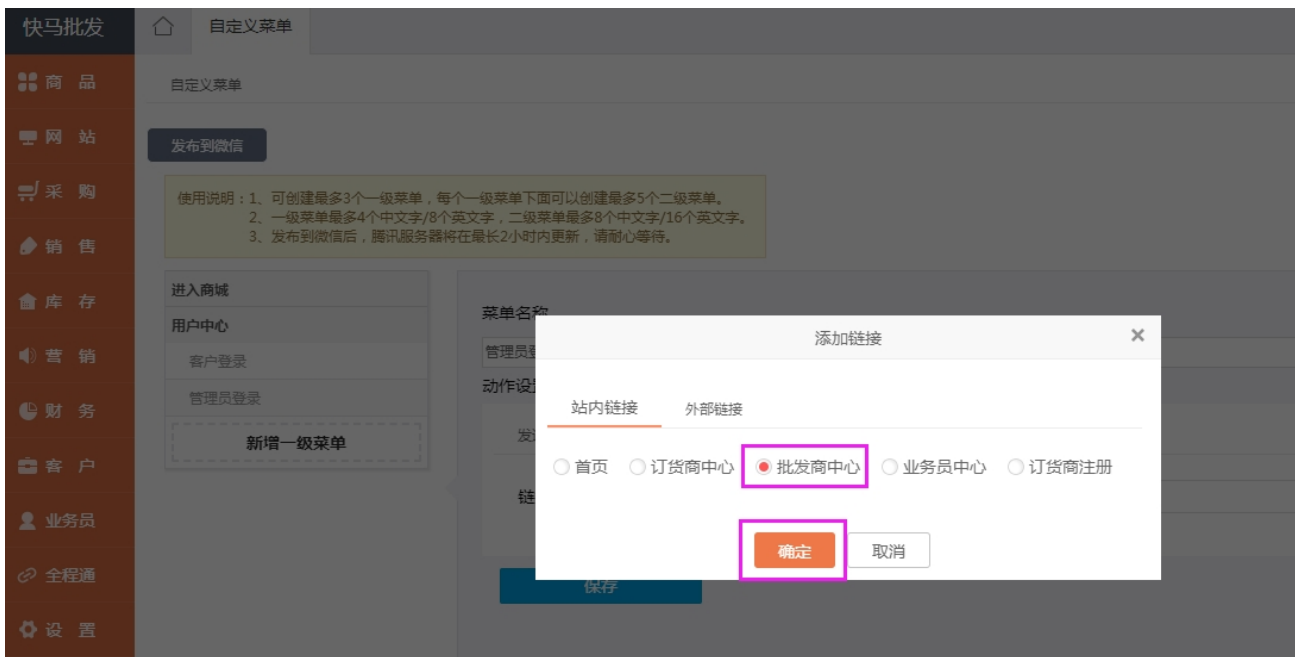 快马批发
自定义菜单
商 品
自定义菜单
网 站
发布到微信
采 购
使用说明：1、可创建最多3个一级菜单，每个一级菜单下面可以创建最多5个二级菜单。
2、一级菜单最多4个中文字/8个英文字，二级菜单最多8个中文字/16个英文字。
3、发布到微信后，腾讯服务器将在最长2小时内更新，请耐心等待。
销 售
库 存
营 销
财 务
客 户
业务员
全程通
设 置
进入商城
用户中心
客户登录
管理员登录
新增一级菜单
菜单名称
管理员
动作设
添加链接
×
站内链接 外部链接
首页 订货商中心 批发商中心 业务员中心 订货商注册
确定 取消
链
保存